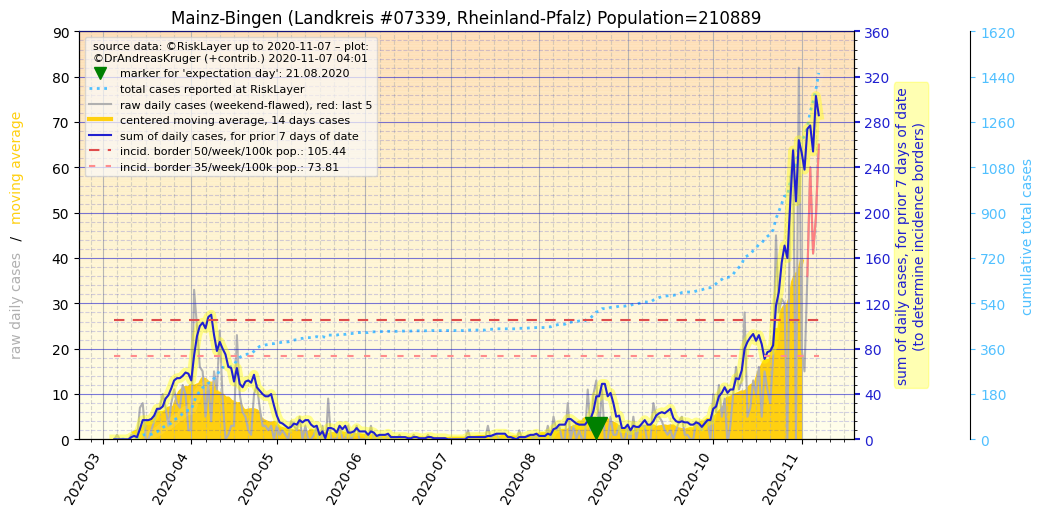 Mainz-Bingen (Landkreis #07339, Rheinland-Pfalz) Population=210889
source data: ©RiskLayer up to 2020-11-07 – plot:
©DrAndreasKruger (+contrib.) 2020-11-07 04:01
marker for 'expectation day': 21.08.2020
total cases reported at RiskLayer
raw daily cases (weekend-flawed), red: last 5
centered moving average, 14 days cases
sum of daily cases, for prior 7 days of date
incid. border 50/week/100k pop.: 105.44
incid. border 35/week/100k pop.: 73.81
raw daily cases / moving average
90
80
70
60
50
40
30
20
10
0
2020-03
2020-04
2020-05
2020-06
2020-07
2020-08
2020-09
2020-10
2020-11
360
320
280
240
200
160
120
80
40
0
sum of daily cases, for prior 7 days of date
(to determine incidence borders)
1620
1440
1260
1080
900
720
540
360
180
0
cumulative total cases